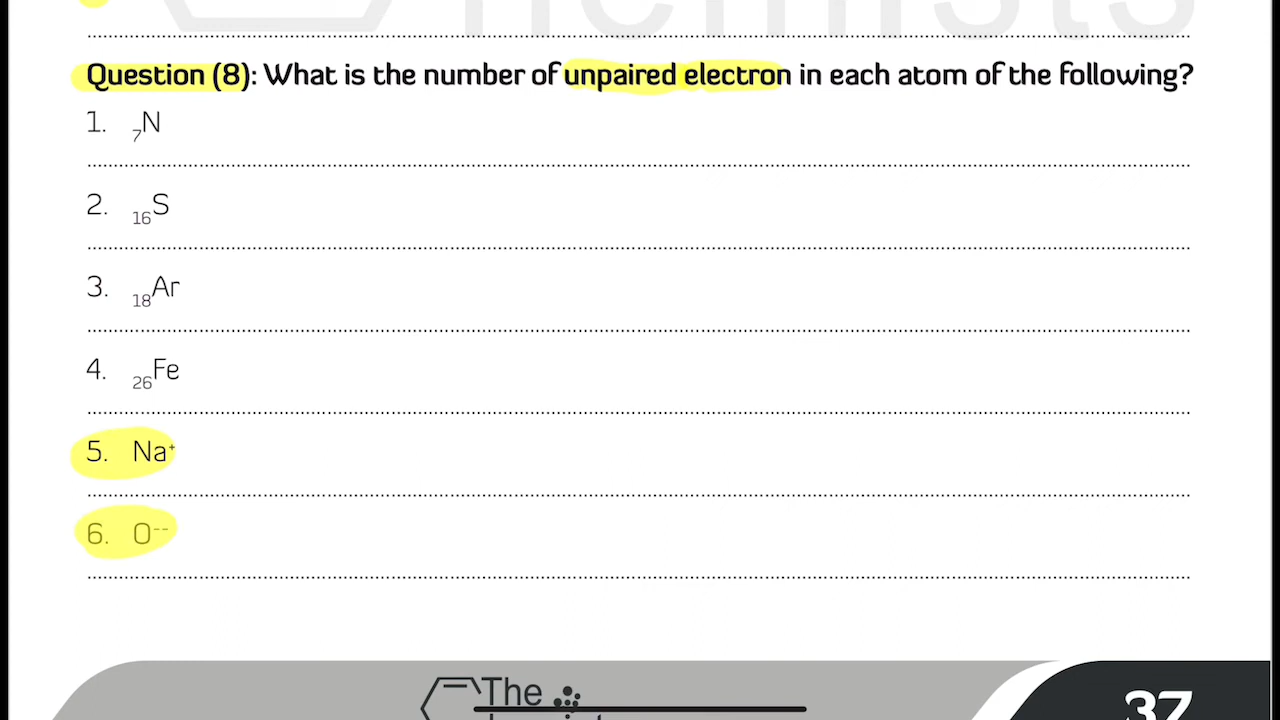 Question (8): What is the number of unpaired electron in each atom of the following?
1. ₇N
2. ₁₆S
3. ₁₈Ar
4. ₂₆Fe
5. Na⁺
6. O⁻⁻
The
37